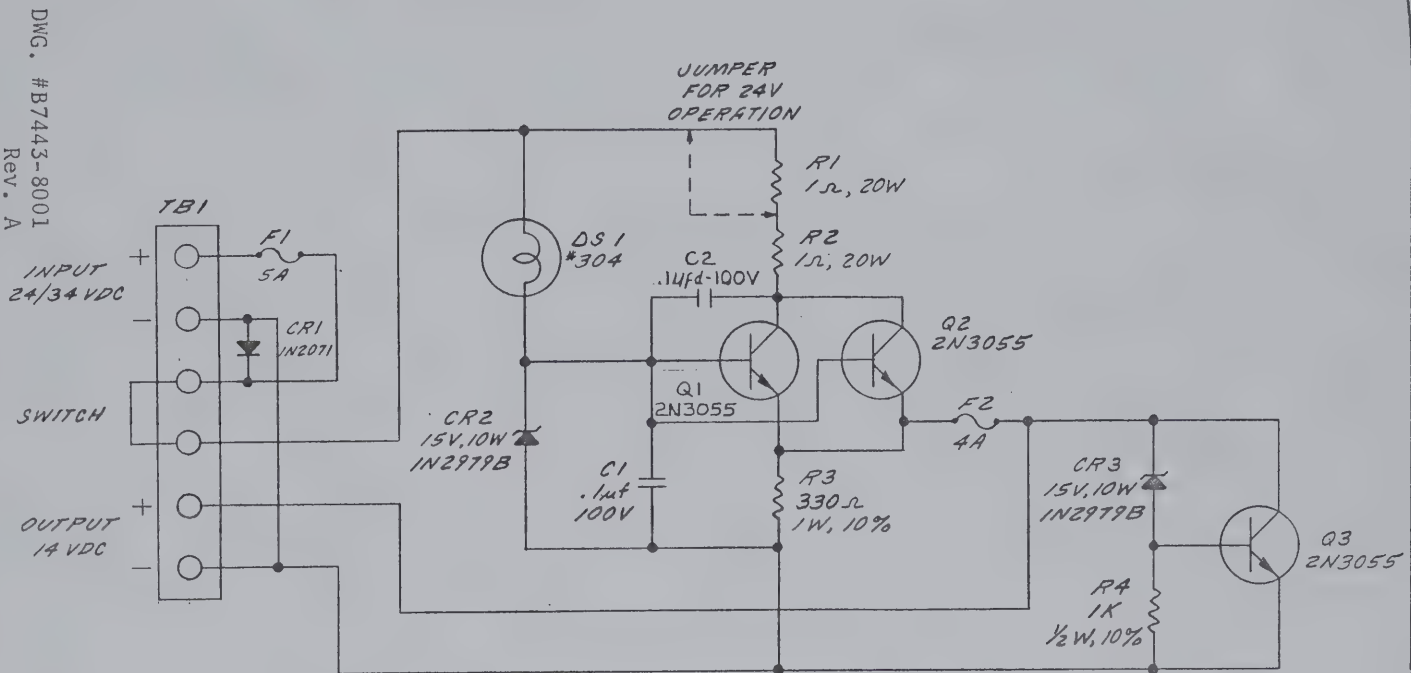 DWG. #B7443-8001
Rev. A
JUMPER
FOR 24V
OPERATION
R1
1Ω, 20W
TB1
F1
5A
DS1
#304
R2
1Ω, 20W
C2
.1µfd-100V
+
INPUT
24/34 VDC
-
CR1
1N2071
Q2
2N3055
SWITCH
Q1
2N3055
CR2
15V, 10W
1N2979B
F2
4A
C1
.1µf
100V
R3
330Ω
1W, 10%
CR3
15V, 10W
1N2979B
+
OUTPUT
14 VDC
-
Q3
2N3055
R4
1K
1/2 W, 10%